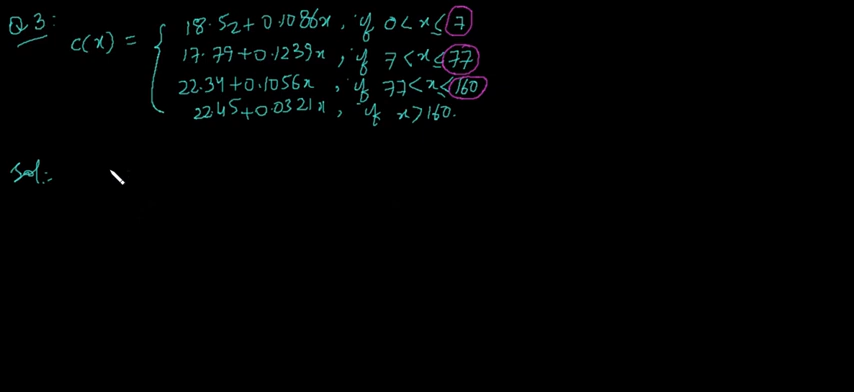 Q3:
C(x) = { 18.52 + 0.1086x, if 0 < x ≤ 7
17.79 + 0.1239x, if 7 < x ≤ 77
22.34 + 0.1056x, if 77 < x ≤ 160
22.45 + 0.0321x, if x > 160.
Sol:-